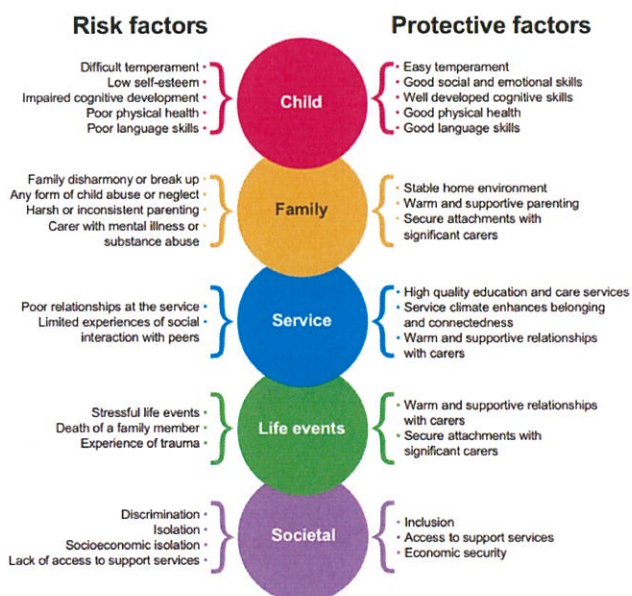 Risk factors
Protective factors
Difficult temperament
Low self-esteem
Impaired cognitive development
Poor physical health
Poor language skills
Child
Easy temperament
Good social and emotional skills
Well developed cognitive skills
Good physical health
Good language skills
Family disharmony or break up
Any form of child abuse or neglect
Harsh or inconsistent parenting
Carer with mental illness or
substance abuse
Family
Stable home environment
Warm and supportive parenting
Secure attachments with
significant carers
Poor relationships at the service
Limited experiences of social
interaction with peers
Service
High quality education and care services
Service climate enhances belonging
and connectedness
Warm and supportive relationships
with carers
Stressful life events
Death of a family member
Experience of trauma
Life events
Warm and supportive relationships
with carers
Secure attachments with
significant carers
Discrimination
Isolation
Socioeconomic isolation
Lack of access to support services
Societal
Inclusion
Access to support services
Economic security